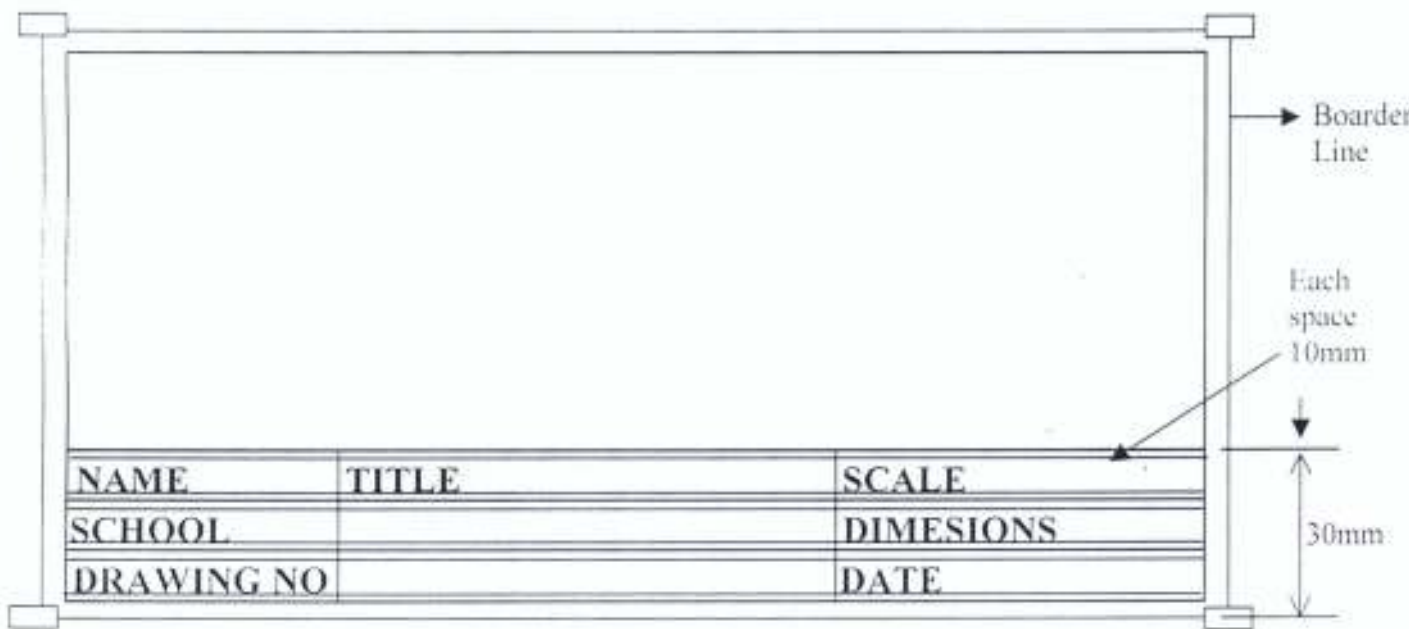 Boarder
Line
Each
space
10mm
NAME TITLE SCALE
SCHOOL DIMESIONS
30mm
DRAWING NO DATE